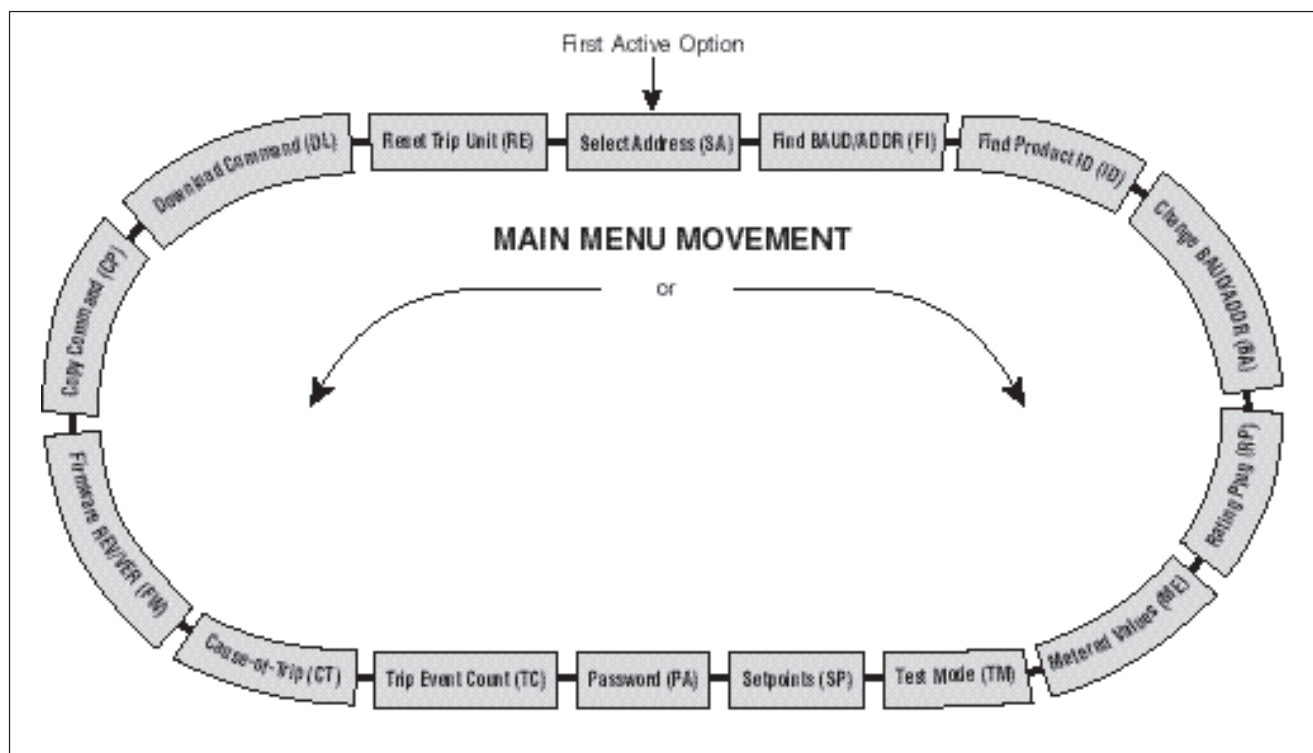 First Active Option
Download Command (DL)
Reset Trip Unit (RE)
Select Address (SA)
Find BAUD/ADDR (FI)
Find Product ID (ID)
Change BAUD/ADDR (BA)
Rating Plug (RP)
Metered Values (ME)
Test Mode (TM)
Setpoints (SP)
Password (PA)
Trip Event Count (TC)
Cause-of-Trip (CT)
Firmware REV/VER (FW)
Copy Command (CP)
MAIN MENU MOVEMENT
or